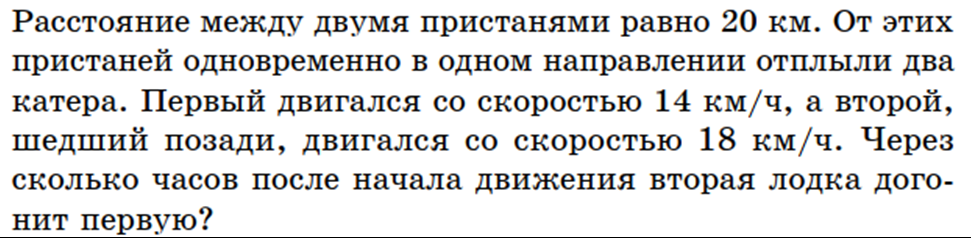 Расстояние между двумя пристанями равно 20 км. От этих
пристаней одновременно в одном направлении отплыли два
катера. Первый двигался со скоростью 14 км/ч, а второй,
шедший позади, двигался со скоростью 18 км/ч. Через
сколько часов после начала движения вторая лодка дого-
нит первую?